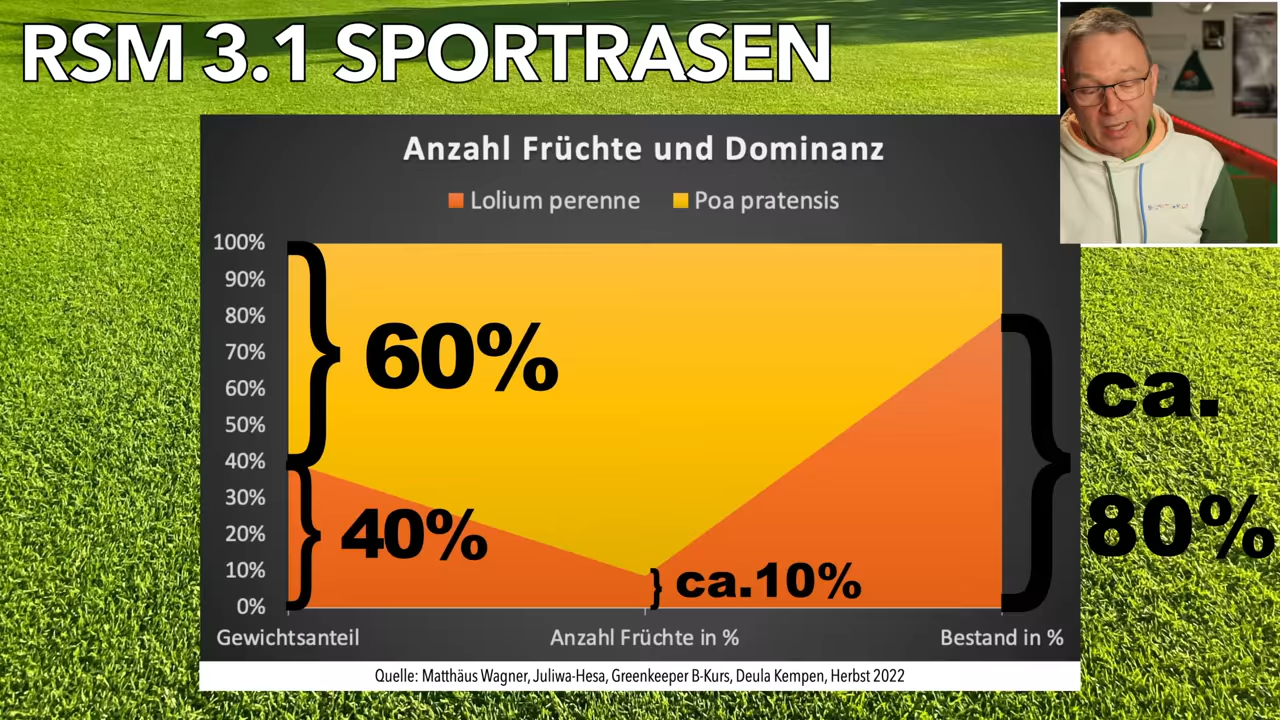 RSM 3.1 SPORTRASEN
Anzahl Früchte und Dominanz
Lolium perenne Poa pratensis
100%
90%
80%
70%
60%
50%
40%
30%
20%
10%
0%
60%
40%
ca.10%
ca.
80%
Gewichtsanteil Anzahl Früchte in % Bestand in %
Quelle: Matthäus Wagner, Juliwa-Hesa, Greenkeeper B-Kurs, Deula Kempen, Herbst 2022